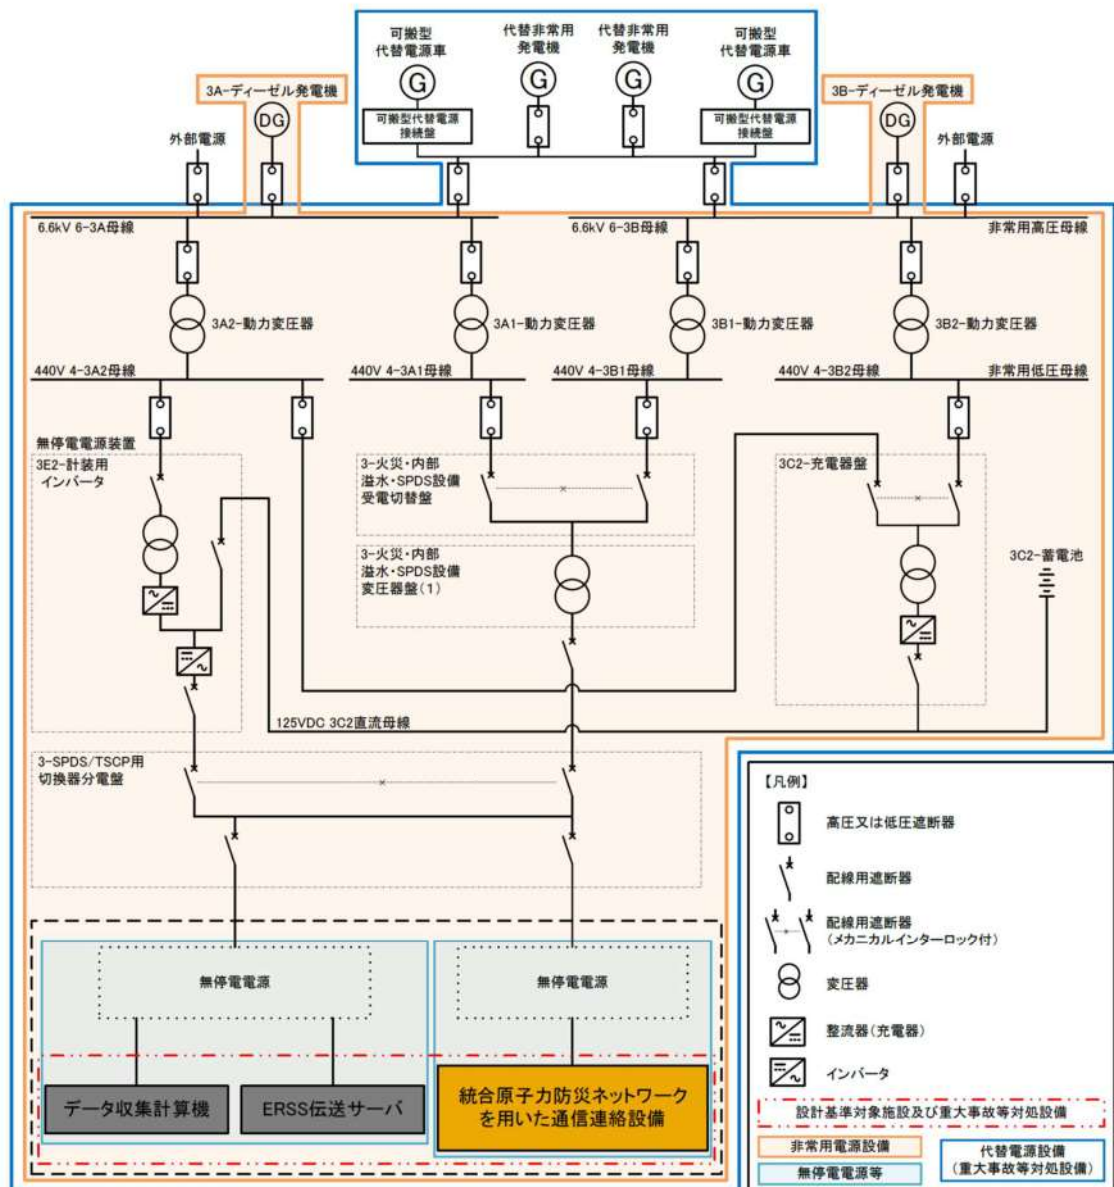 可搬型
代替電源車
代替非常用
発電機
代替非常用
発電機
可搬型
代替電源車
G
G
G
G
3A-ディーゼル発電機
3B-ディーゼル発電機
DG
DG
可搬型代替電源
接続盤
可搬型代替電源
接続盤
外部電源
外部電源
6.6kV 6-3A母線
6.6kV 6-3B母線
非常用高圧母線
3A2-動力変圧器
3A1-動力変圧器
3B1-動力変圧器
3B2-動力変圧器
440V 4-3A2母線
440V 4-3A1母線
440V 4-3B1母線
440V 4-3B2母線
非常用低圧母線
無停電電源装置
3E2-計装用
インバータ
3-火災・内部
溢水・SPDS設備
受電切替盤
3C2-充電器盤
3-火災・内部
溢水・SPDS設備
変圧器盤(1)
3C2-蓄電池
125VDC 3C2直流母線
3-SPDS/TSCP用
切換器分電盤
無停電電源
無停電電源
データ収集計算機
ERSS伝送サーバ
統合原子力防災ネットワーク
を用いた通信連絡設備
【凡例】
高圧又は低圧遮断器
配線用遮断器
配線用遮断器
(メカニカルインターロック付)
変圧器
整流器(充電器)
インバータ
設計基準対象施設及び重大事故等対処設備
非常用電源設備
無停電電源等
代替電源設備
(重大事故等対処設備)